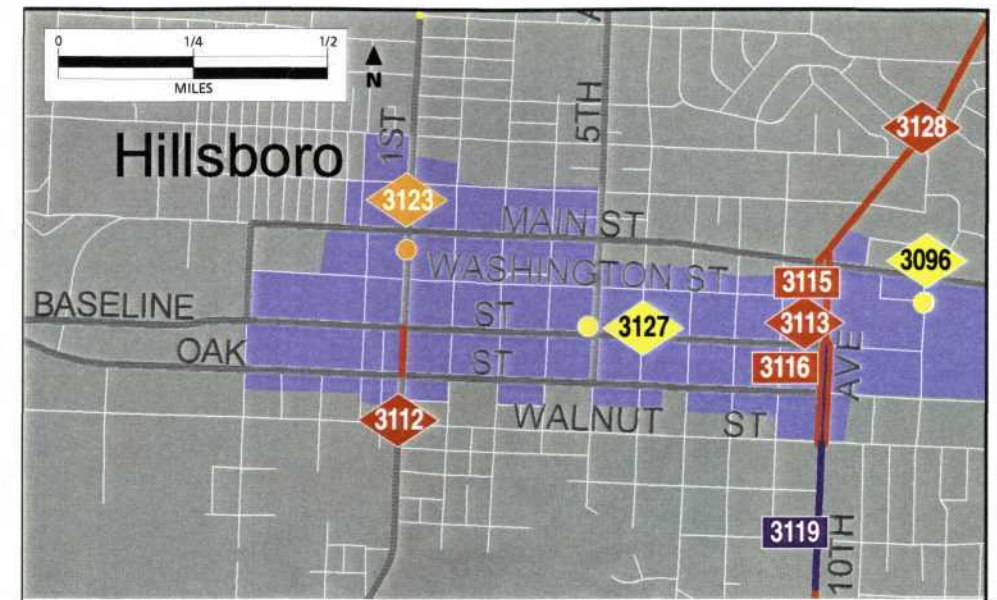 0 1/4 1/2
MILES
N
Hillsboro
1ST
5TH
3128
3123
MAIN ST
3096
WASHINGTON ST
3115
BASELINE
ST
3127
3113
OAK
ST
3116
AVE
3112
WALNUT ST
3119
10TH